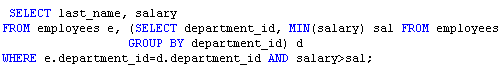 SELECT last_name, salary
FROM employees e, (SELECT department_id, MIN(salary) sal FROM employees
GROUP BY department_id) d
WHERE e.department_id=d.department_id AND salary>sal;